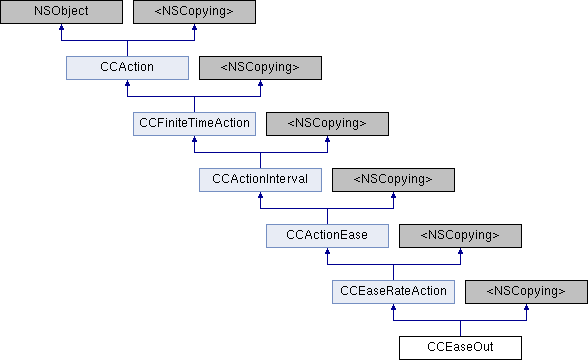 NSObject <NSCopying>
CCAction <NSCopying>
CCFiniteTimeAction <NSCopying>
CCActionInterval <NSCopying>
CCActionEase <NSCopying>
CCEaseRateAction <NSCopying>
CCEaseOut